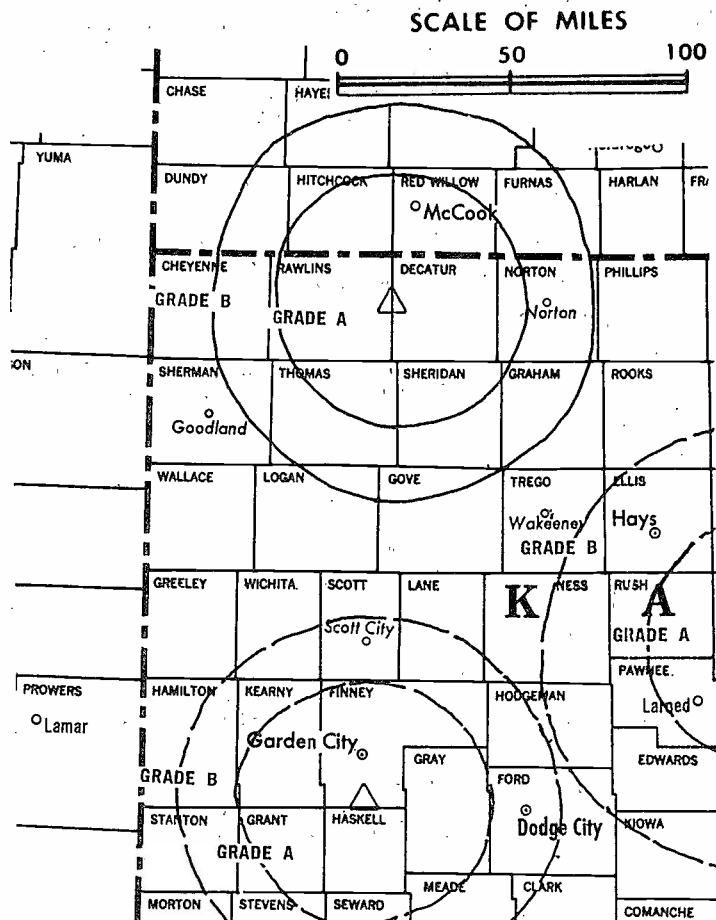 SCALE OF MILES
0 50 100
CHASE
HAYE
YUMA
DUNDY HITCHCOCK RED WILLOW FURNAS HARLAN FRA
McCook
CHEYENNE RAWLINS DECATUR NORTON PHILLIPS
GRADE B GRADE A Norton
SON
SHERMAN THOMAS SHERIDAN GRAHAM ROOKS
Goodland
WALLACE LOGAN GOVE TREGO ELLIS
Wakeeney Hays
GRADE B
GREELEY WICHITA. SCOTT LANE K NESS RUSH A
Scott City
GRADE A
PAWNEE.
PROWERS HAMILTON KEARNY FINNEY HODGEMAN
Lamar
Larned
Garden City
GRAY
EDWARDS
GRADE B
FORD
STANTON GRANT HASKELL
Dodge City
KIOWA
GRADE A
MEADE CLARK
MORTON STEVENS SEWARD
COMANCHE